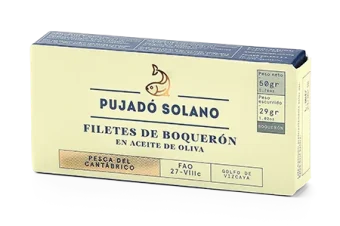 PUJADÓ SOLANO
FILETES DE BOQUERÓN
EN ACEITE DE OLIVA
PESCA DEL
CANTÁBRICO
FAO
27-VIIIc
GOLFO DE
VIZCAYA
Peso neto
50gr
Peso
escurrido
29gr
BOQUERÓN